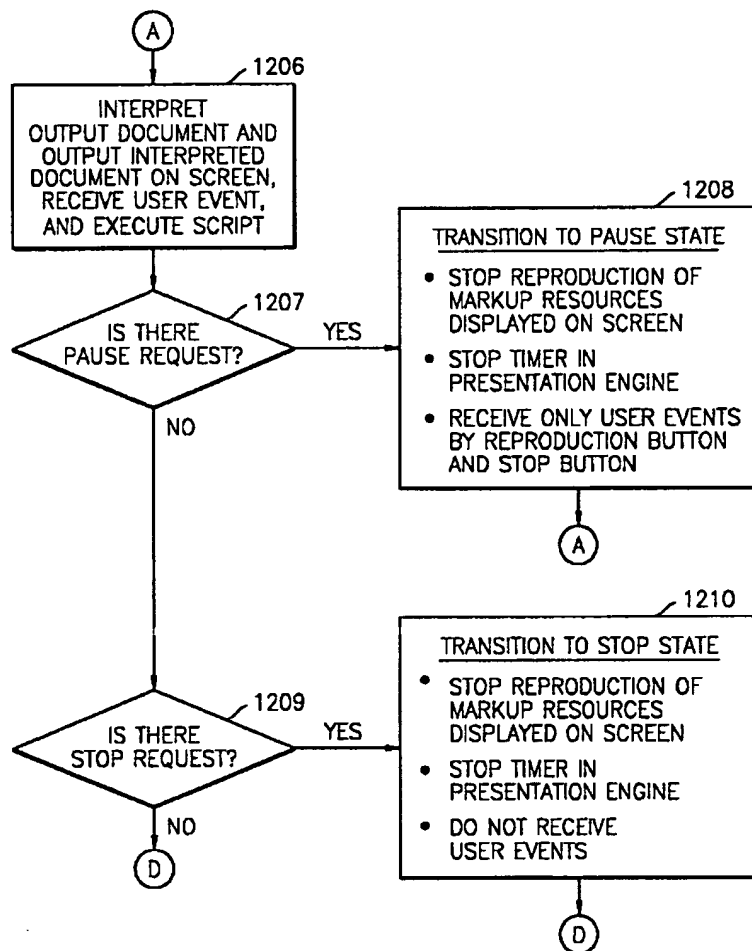 A
1206
INTERPRET
OUTPUT DOCUMENT AND
OUTPUT INTERPRETED
DOCUMENT ON SCREEN,
RECEIVE USER EVENT,
AND EXECUTE SCRIPT
1207
IS THERE
PAUSE REQUEST?
YES
NO
1208
TRANSITION TO PAUSE STATE
• STOP REPRODUCTION OF
MARKUP RESOURCES
DISPLAYED ON SCREEN
• STOP TIMER IN
PRESENTATION ENGINE
• RECEIVE ONLY USER EVENTS
BY REPRODUCTION BUTTON
AND STOP BUTTON
A
1209
IS THERE
STOP REQUEST?
YES
NO
D
1210
TRANSITION TO STOP STATE
• STOP REPRODUCTION OF
MARKUP RESOURCES
DISPLAYED ON SCREEN
• STOP TIMER IN
PRESENTATION ENGINE
• DO NOT RECEIVE
USER EVENTS
D